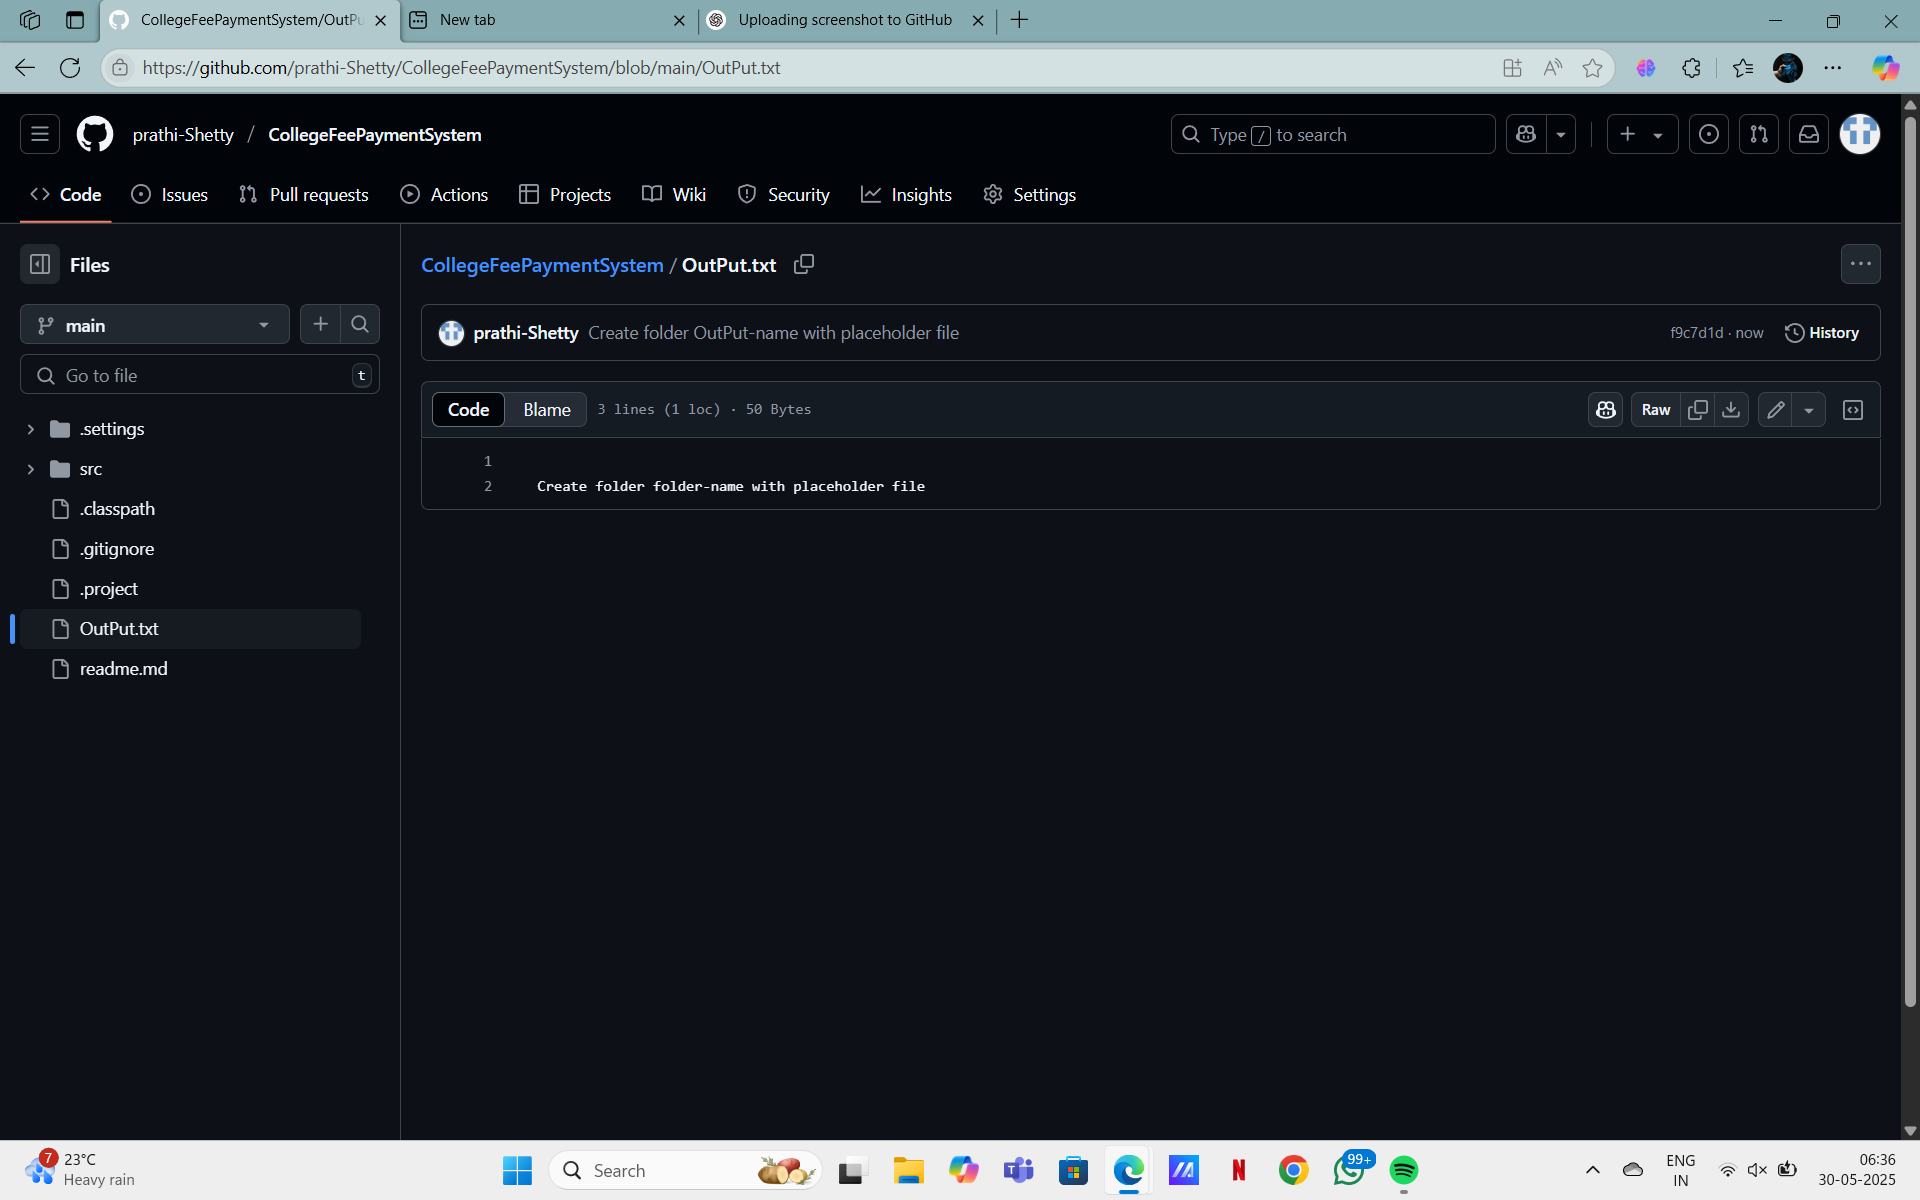 CollegeFeePaymentSystem/OutPu
New tab
Uploading screenshot to GitHub
https://github.com/prathi-Shetty/CollegeFeePaymentSystem/blob/main/OutPut.txt
prathi-Shetty / CollegeFeePaymentSystem
Type / to search
Code
Issues
Pull requests
Actions
Projects
Wiki
Security
Insights
Settings
Files
main
Go to file
t
.settings
src
.classpath
.gitignore
.project
OutPut.txt
readme.md
CollegeFeePaymentSystem / OutPut.txt
prathi-Shetty Create folder OutPut-name with placeholder file
f9c7d1d · now
History
Code
Blame
3 lines (1 loc) · 50 Bytes
Raw
1
2 Create folder folder-name with placeholder file
7
23°C
Heavy rain
Search
99+
ENG
IN
06:36
30-05-2025